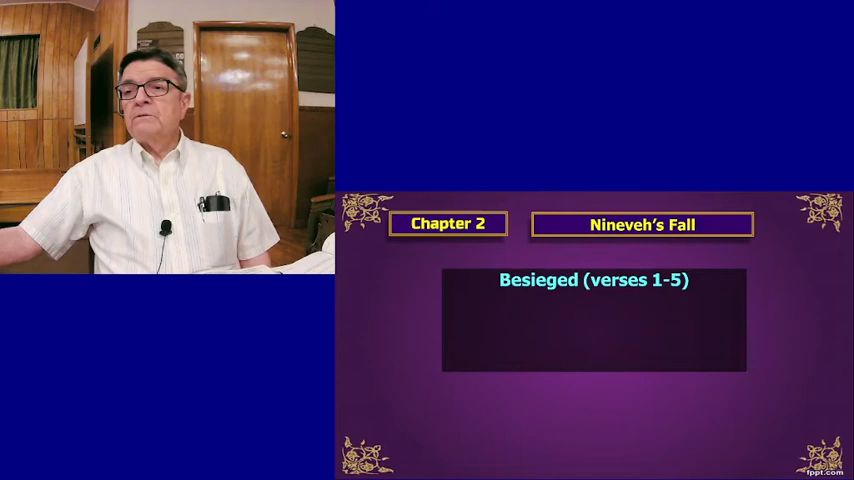 Chapter 2
Nineveh's Fall
Besieged (verses 1-5)
fppt.com